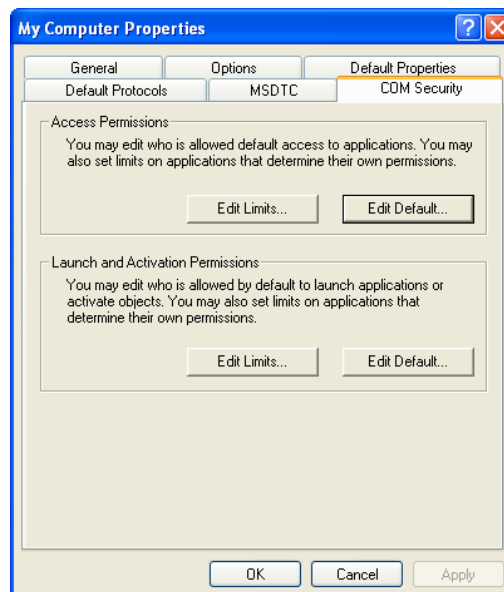 My Computer Properties
General Options Default Properties
Default Protocols MSDTC COM Security
Access Permissions
You may edit who is allowed default access to applications. You may
also set limits on applications that determine their own permissions.
Edit Limits... Edit Default...
Launch and Activation Permissions
You may edit who is allowed by default to launch applications or
activate objects. You may also set limits on applications that
determine their own permissions.
Edit Limits... Edit Default...
OK Cancel Apply